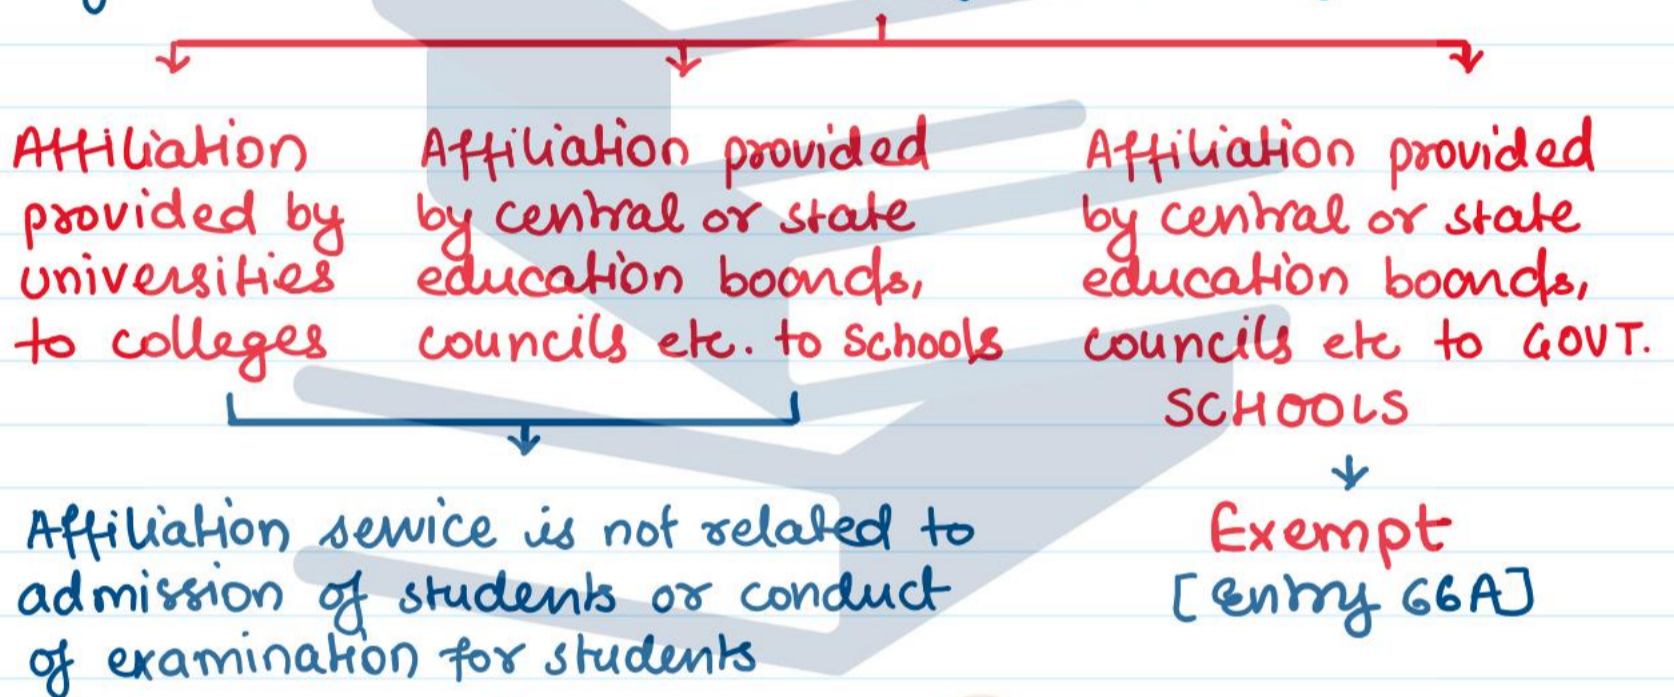 Affiliation
provided by
universities
to colleges
Affiliation provided
by central or state
education boards,
councils etc. to schools
Affiliation provided
by central or state
education boards,
councils etc to GOVT.
SCHOOLS
Affiliation service is not related to
admission of students or conduct
of examination for students
Exempt
[Entry 66A]